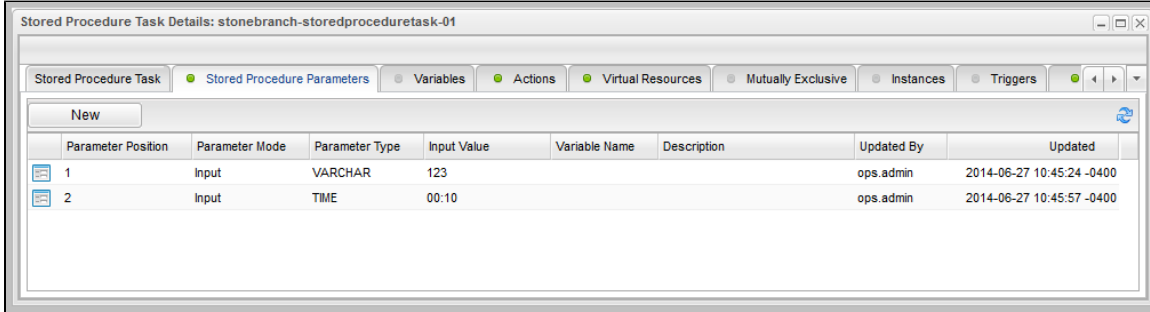 Stored Procedure Task Details: stonebranch-storedproceduretask-01
Stored Procedure Task Stored Procedure Parameters Variables Actions Virtual Resources Mutually Exclusive Instances Triggers
New
Parameter Position Parameter Mode Parameter Type Input Value Variable Name Description Updated By Updated
1 Input VARCHAR 123 ops.admin 2014-06-27 10:45:24 -0400
2 Input TIME 00:10 ops.admin 2014-06-27 10:45:57 -0400